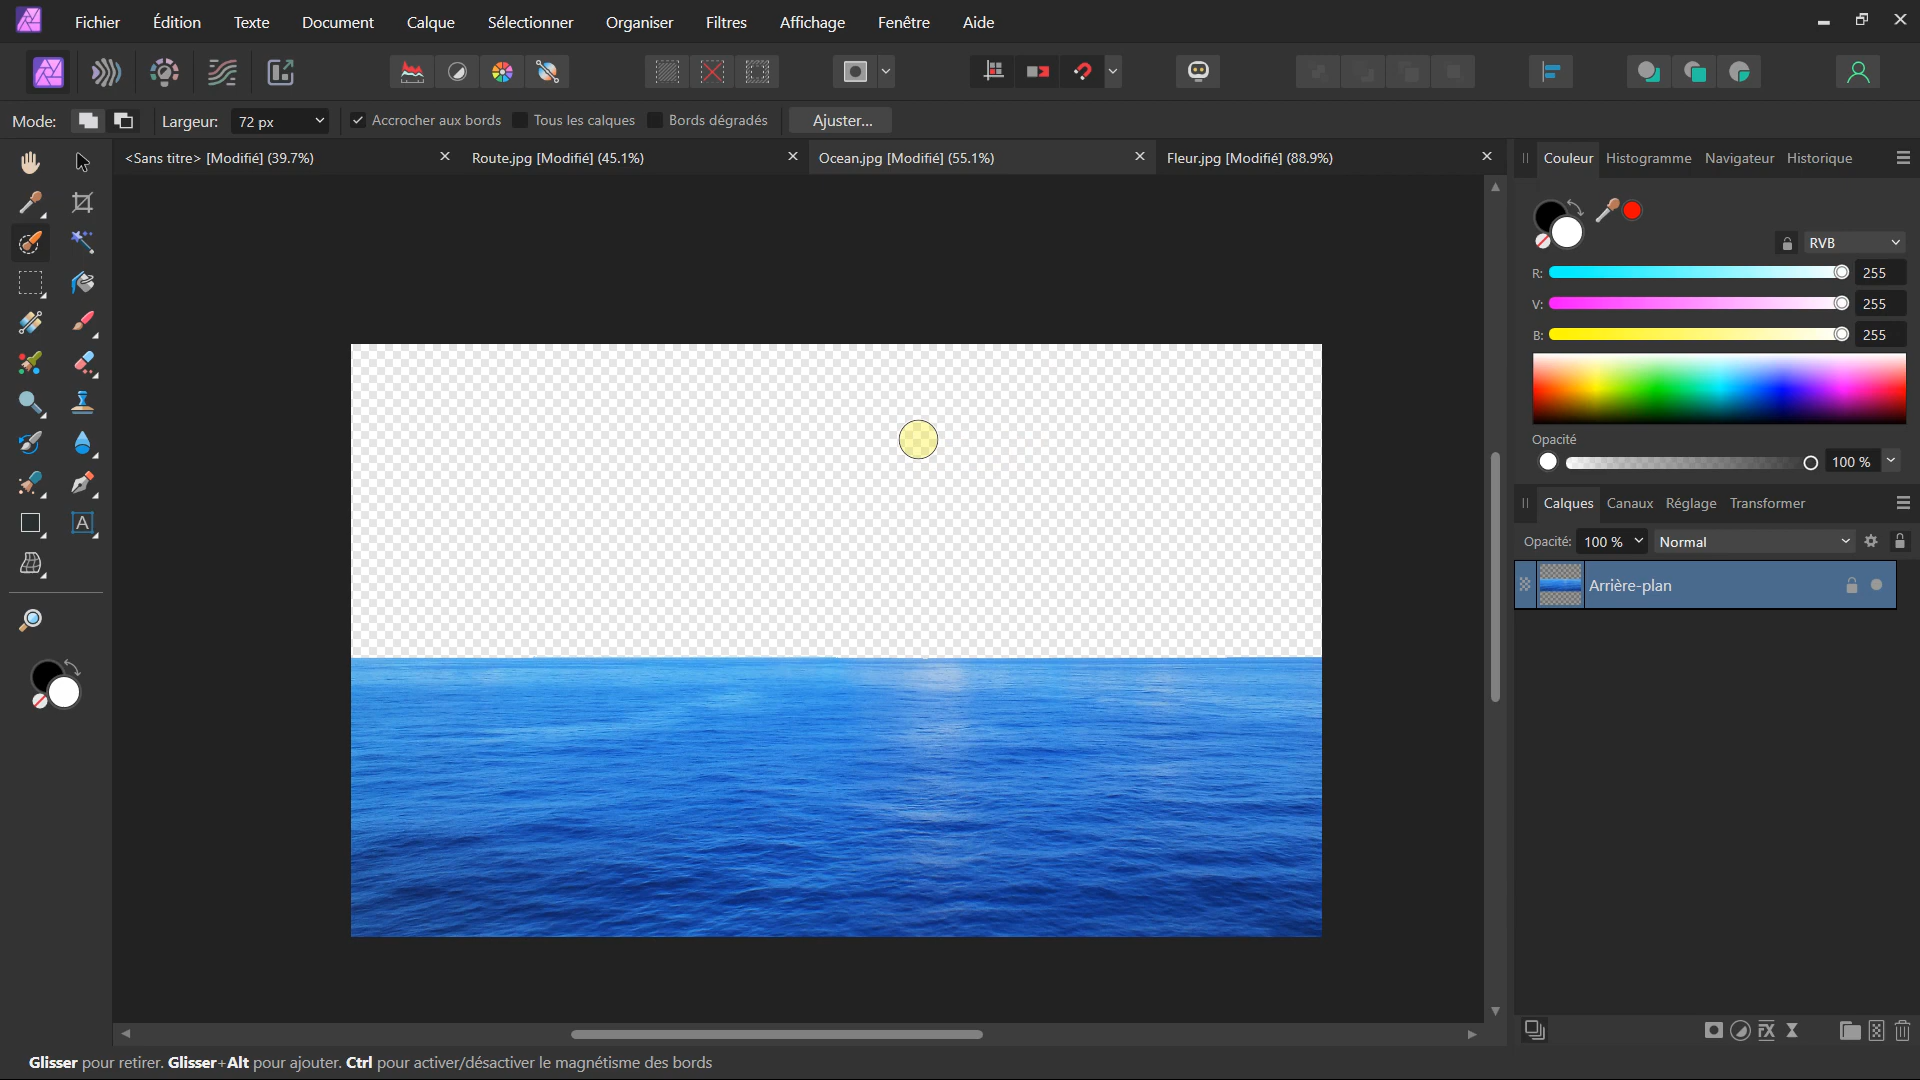 Fichier Édition Texte Document Calque Sélectionner Organiser Filtres Affichage Fenêtre Aide
Mode: Largeur: 72 px Accrocher aux bords Tous les calques Bords dégradés Ajuster...
<Sans titre> [Modifié] (39.7%) Route.jpg [Modifié] (45.1%) Ocean.jpg [Modifié] (55.1%) Fleur.jpg [Modifié] (88.9%)
Couleur Histogramme Navigateur Historique
RVB
R: 255
V: 255
B: 255
Opacité
100 %
Calques Canaux Réglage Transformer
Opacité: 100 % Normal
Arrière-plan
Glisser pour retirer. Glisser+Alt pour ajouter. Ctrl pour activer/désactiver le magnétisme des bords